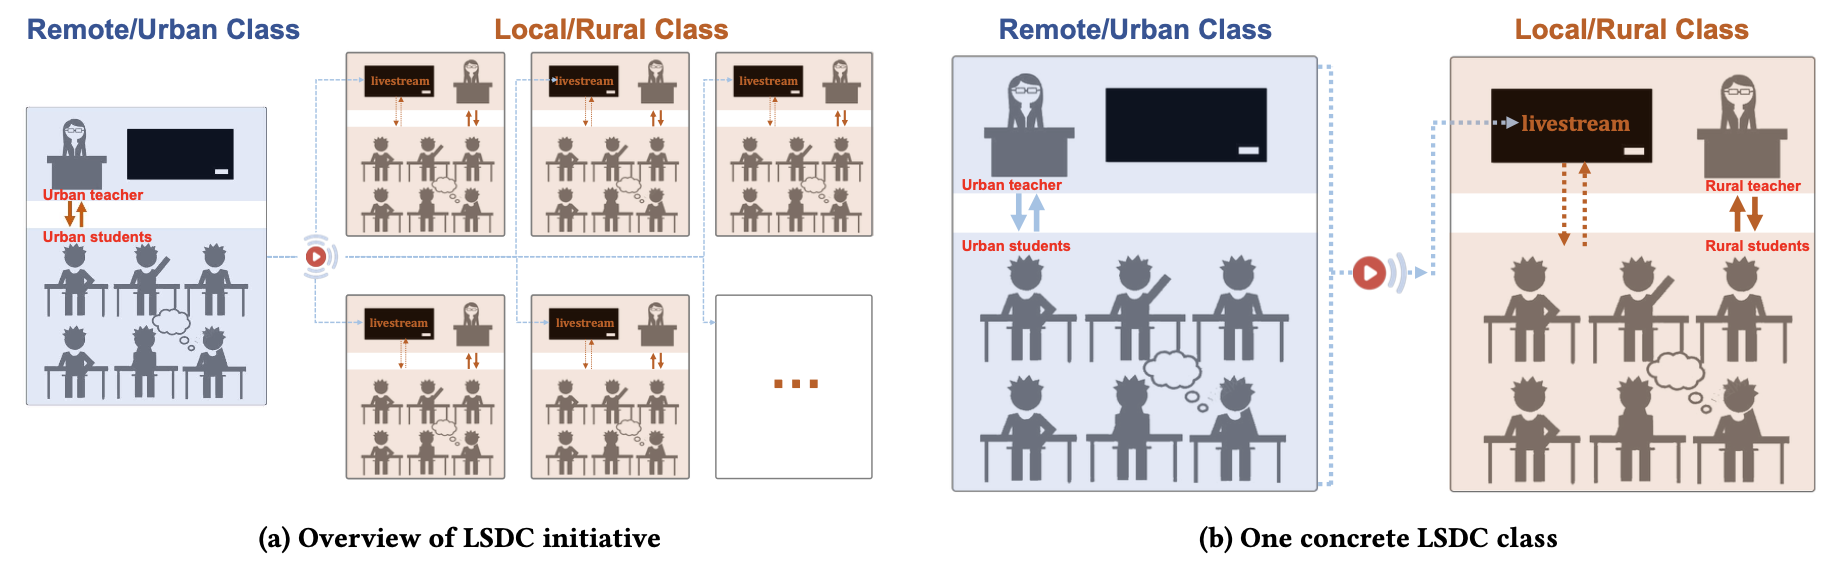 Remote/Urban Class
Local/Rural Class
livestream
livestream
livestream
Urban teacher
Urban students
livestream
livestream
...
(a) Overview of LSDC initiative
Remote/Urban Class
Local/Rural Class
livestream
Urban teacher
Rural teacher
Urban students
Rural students
(b) One concrete LSDC class